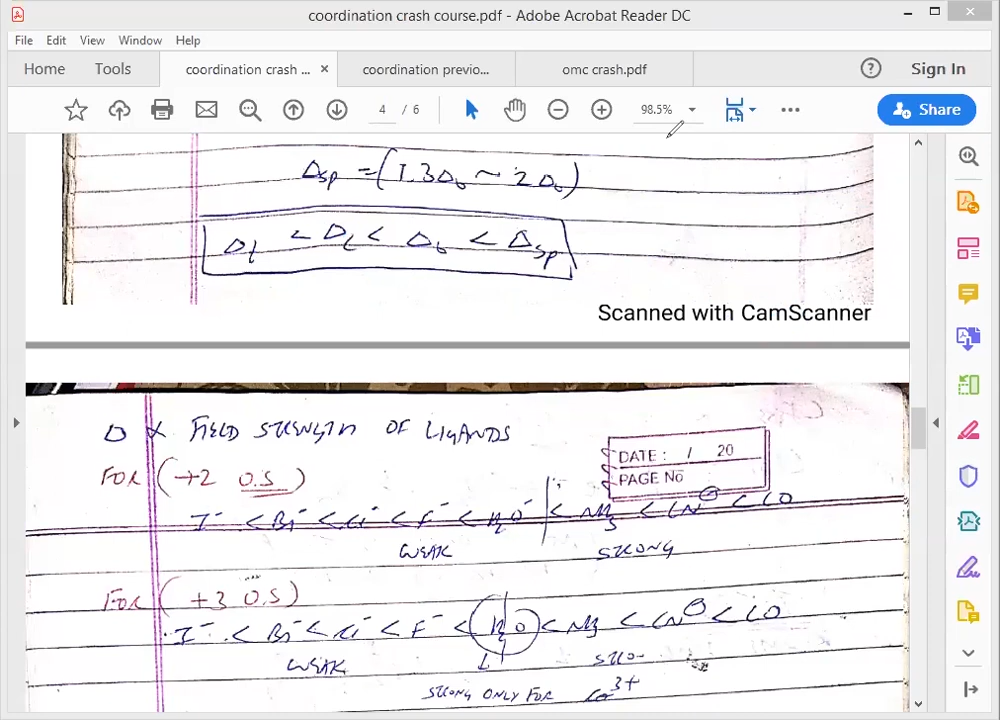 coordination crash course.pdf - Adobe Acrobat Reader DC
File Edit View Window Help
Home Tools coordination crash ... × coordination previo... omc crash.pdf Sign In
4 / 6 98.5% Share
Δsp = (1.3Δo ~ 2Δo)
Δt < Δl < Δo < Δsp
Scanned with CamScanner
Δ ∝ FIELD STRENGTH OF LIGANDS
DATE: / 20
PAGE No
FOR (+2 O.S)
I⁻ < Br⁻ < Cl⁻ < F⁻ < H2O < NH3 < CN⊖ < CO
WEAK STRONG
FOR (+3 O.S)
I⁻ < Br⁻ < Cl⁻ < F⁻ < H2O < NH3 < CN⊖ < CO
WEAK
STRONG ONLY FOR Co3+